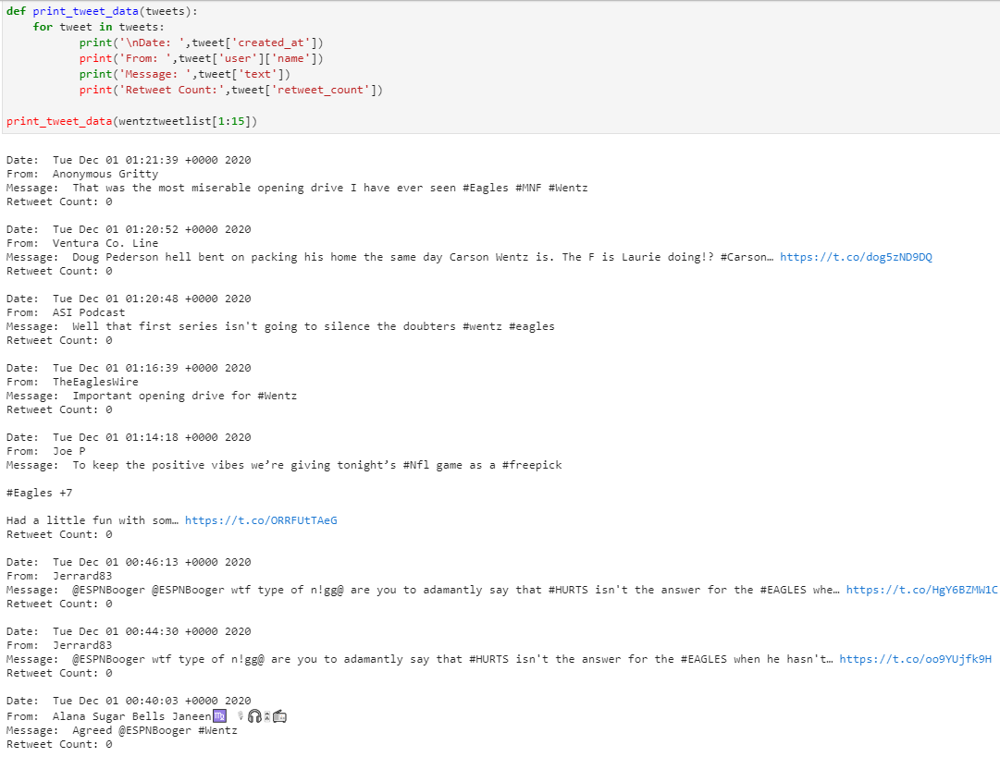 def print_tweet_data(tweets):
    for tweet in tweets:
           print('\nDate: ',tweet['created_at'])
           print('From: ',tweet['user']['name'])
           print('Message: ',tweet['text'])
           print('Retweet Count:',tweet['retweet_count'])

print_tweet_data(wentztweetlist[1:15])

Date:  Tue Dec 01 01:21:39 +0000 2020
From:  Anonymous Gritty
Message:  That was the most miserable opening drive I have ever seen #Eagles #MNF #Wentz
Retweet Count: 0

Date:  Tue Dec 01 01:20:52 +0000 2020
From:  Ventura Co. Line
Message:  Doug Pederson hell bent on packing his home the same day Carson Wentz is. The F is Laurie doing!? #Carson… https://t.co/dog5zND9DQ
Retweet Count: 0

Date:  Tue Dec 01 01:20:48 +0000 2020
From:  ASI Podcast
Message:  Well that first series isn't going to silence the doubters #wentz #eagles
Retweet Count: 0

Date:  Tue Dec 01 01:16:39 +0000 2020
From:  TheEaglesWire
Message:  Important opening drive for #Wentz
Retweet Count: 0

Date:  Tue Dec 01 01:14:18 +0000 2020
From:  Joe P
Message:  To keep the positive vibes we’re giving tonight’s #Nfl game as a #freepick

#Eagles +7

Had a little fun with som… https://t.co/ORRFUtTAeG
Retweet Count: 0

Date:  Tue Dec 01 00:46:13 +0000 2020
From:  Jerrard83
Message:  @ESPNBooger @ESPNBooger wtf type of n!gg@ are you to adamantly say that #HURTS isn't the answer for the #EAGLES whe… https://t.co/HgY6BZMW1C
Retweet Count: 0

Date:  Tue Dec 01 00:44:30 +0000 2020
From:  Jerrard83
Message:  @ESPNBooger wtf type of n!gg@ are you to adamantly say that #HURTS isn't the answer for the #EAGLES when he hasn't… https://t.co/oo9YUjfk9H
Retweet Count: 0

Date:  Tue Dec 01 00:40:03 +0000 2020
From:  Alana Sugar Bells Janeen♍ 🎙🎧🎚📻
Message:  Agreed @ESPNBooger #Wentz
Retweet Count: 0